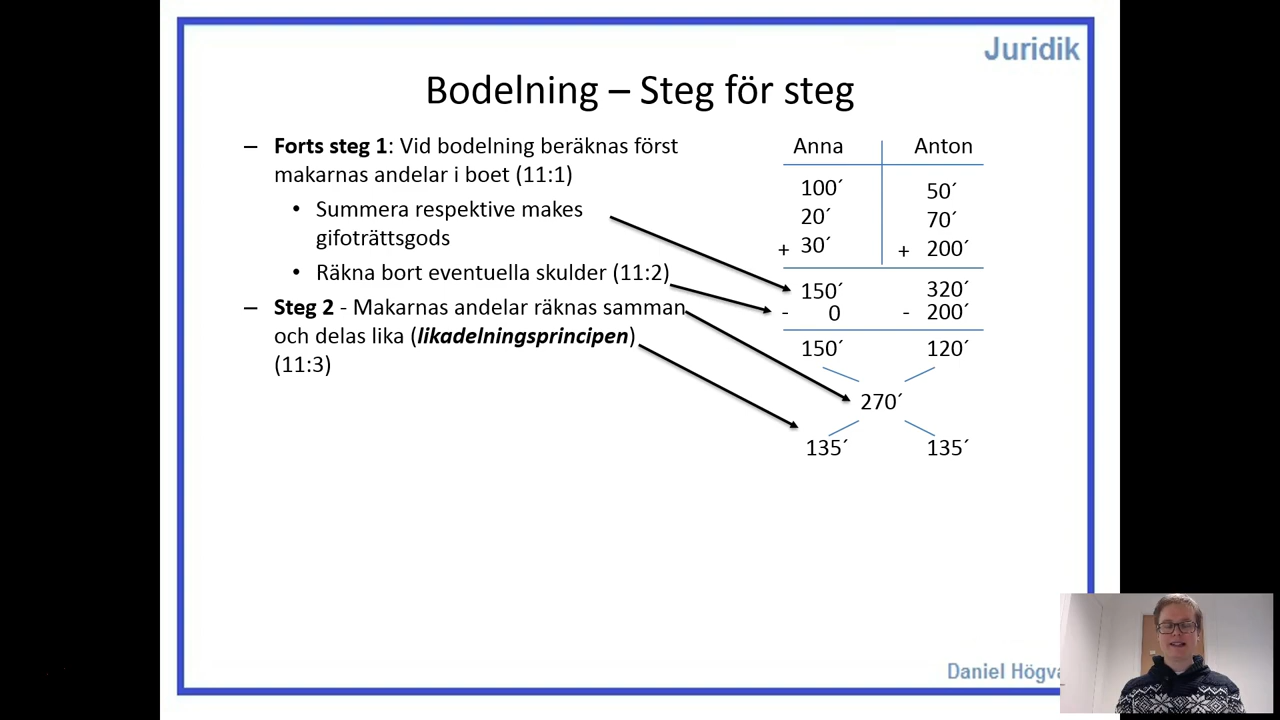 Juridik
Bodelning – Steg för steg
– Forts steg 1: Vid bodelning beräknas först
makarnas andelar i boet (11:1)
• Summera respektive makes
gifoträttsgods
• Räkna bort eventuella skulder (11:2)
– Steg 2 - Makarnas andelar räknas samman
och delas lika (likadelningsprincipen)
(11:3)
Anna Anton
100´ 50´
20´ 70´
+ 30´ + 200´
150´ 320´
- 0 - 200´
150´ 120´
270´
135´ 135´
Daniel